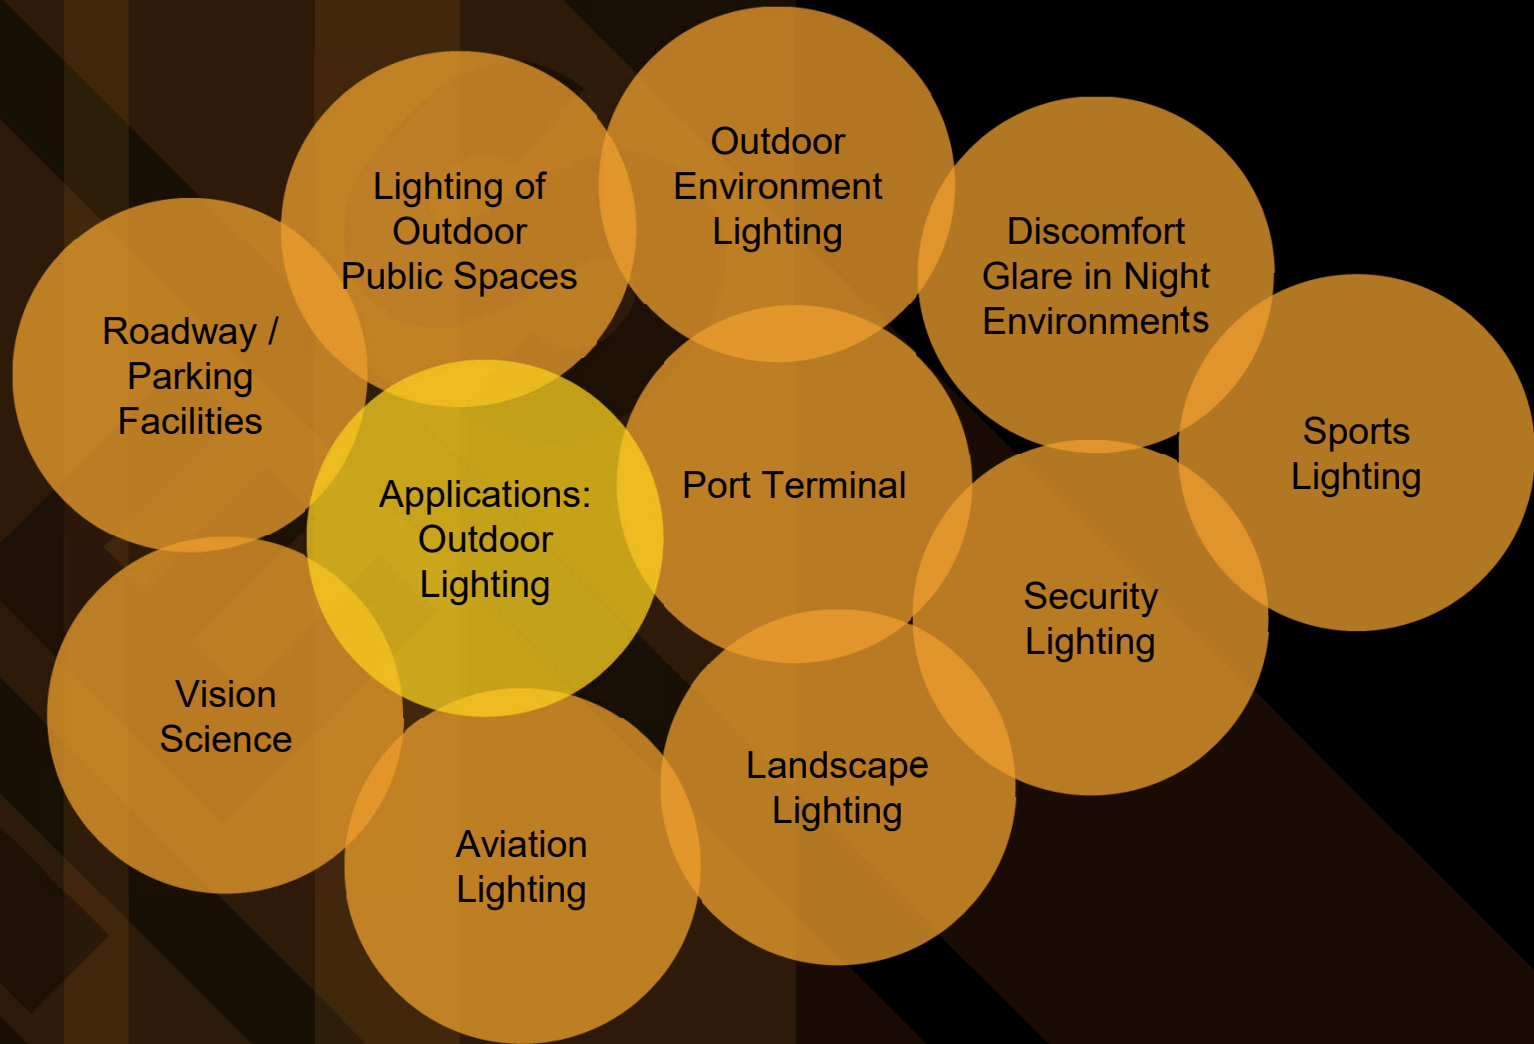 Outdoor
Environment
Lighting
Lighting of
Outdoor
Public Spaces
Discomfort
Glare in Night
Environments
Roadway /
Parking
Facilities
Sports
Lighting
Applications:
Outdoor
Lighting
Port Terminal
Security
Lighting
Vision
Science
Landscape
Lighting
Aviation
Lighting